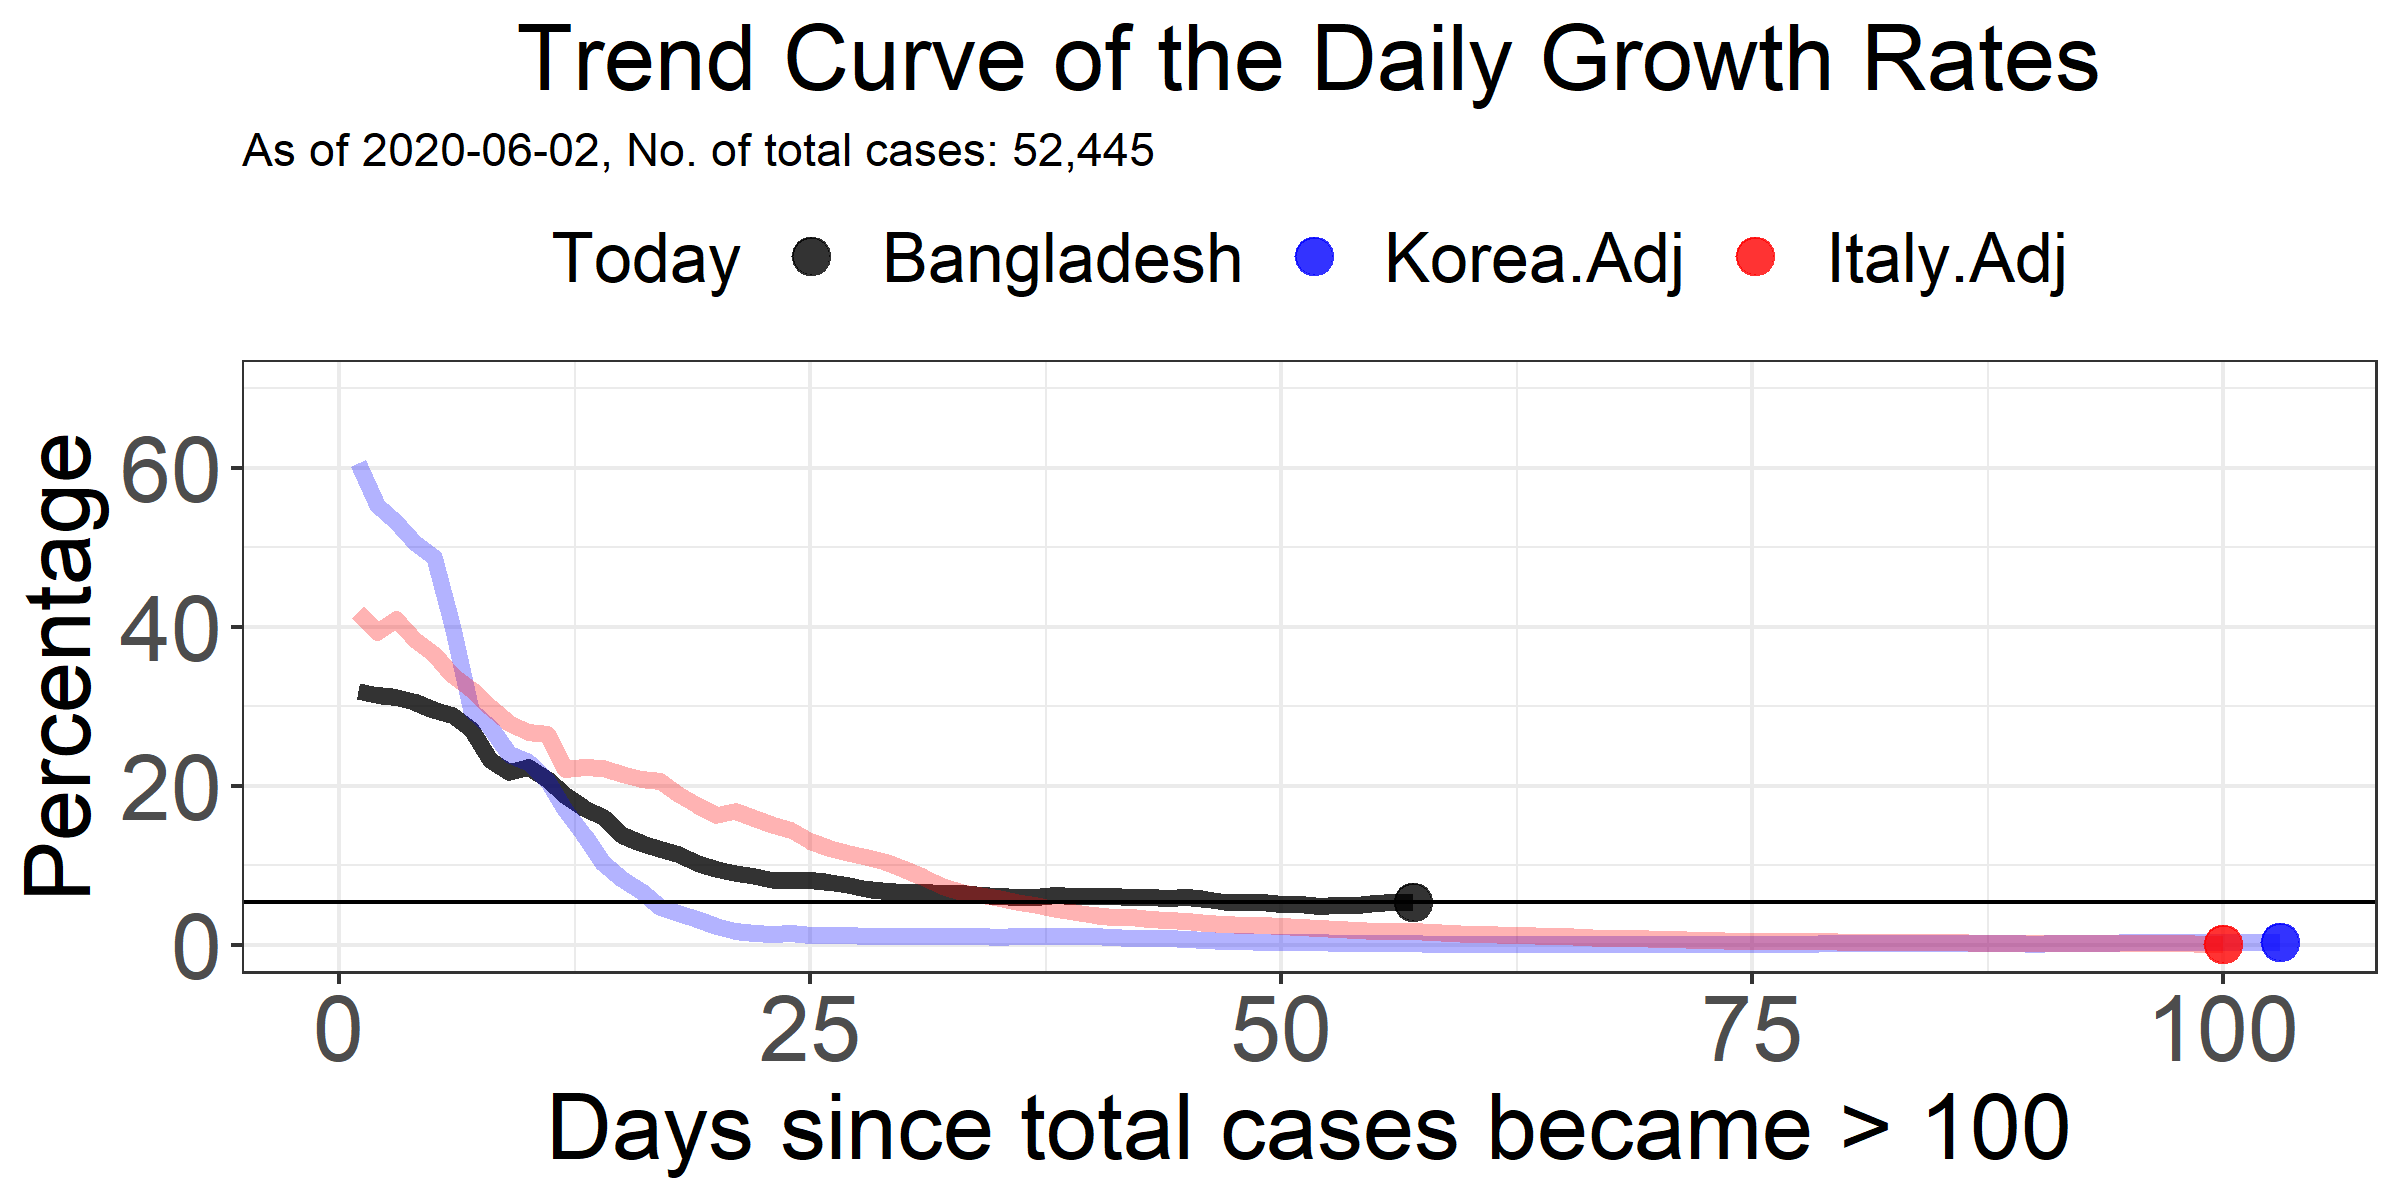 Trend Curve of the Daily Growth Rates
As of 2020-06-02, No. of total cases: 52,445
Today Bangladesh Korea.Adj Italy.Adj
Percentage
60
40
20
0
0 25 50 75 100
Days since total cases became > 100